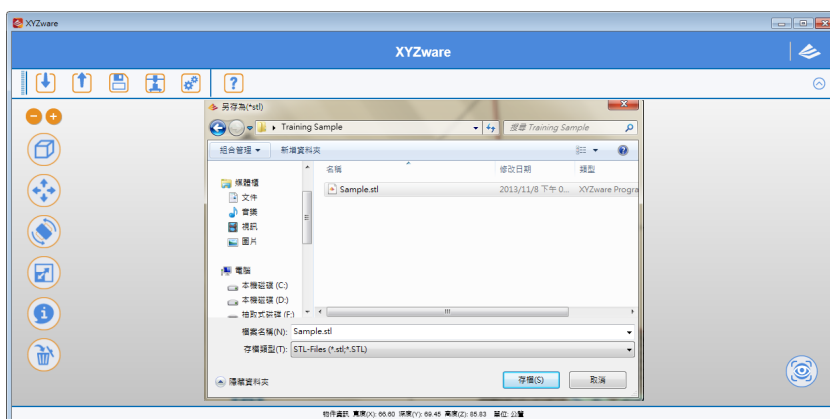 XYZware
XYZware
?
另存為(*stl)
Training Sample
搜尋 Training Sample
組合管理 新增資料夾
名稱 修改日期 類型
媒體櫃
Sample.stl 2013/11/8 下午 0... XYZware Progra
文件
音樂
視訊
圖片
電腦
本機磁碟 (C:)
本機磁碟 (D:)
抽取式磁碟 (F:)
檔案名稱(N): Sample.stl
存檔類型(T): STL-Files (*.stl;*.STL)
隱藏資料夾 存檔(S) 取消
物件資訊 寬度(X): 66.60 深度(Y): 69.45 高度(Z): 85.83 單位: 公釐